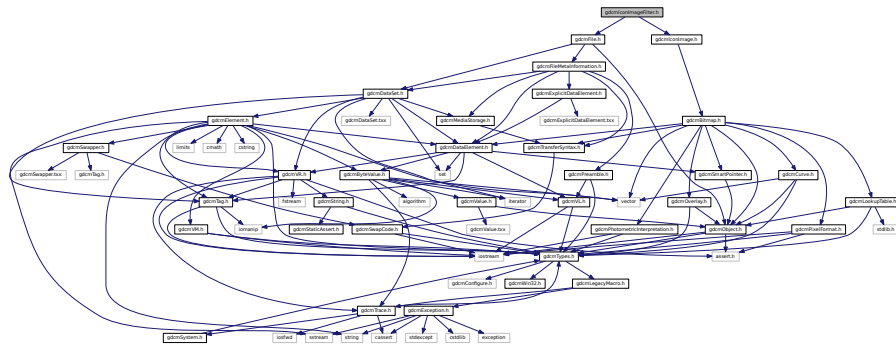 gdcmIconImageFilter.h
gdcmFile.h
gdcmIconImage.h
gdcmFileMetaInformation.h
gdcmDataSet.h
gdcmExplicitDataElement.h
gdcmElement.h
gdcmDataSet.txx
gdcmMediaStorage.h
gdcmExplicitDataElement.txx
gdcmBitmap.h
gdcmSwapper.h
limits
cmath
cstring
gdcmDataElement.h
gdcmTransferSyntax.h
gdcmSwapper.txx
gdcmTag.h
gdcmVR.h
gdcmByteValue.h
set
gdcmPreamble.h
gdcmSmartPointer.h
gdcmCurve.h
gdcmTag.h
gdcmString.h
fstream
algorithm
gdcmValue.h
iterator
gdcmVL.h
vector
gdcmOverlay.h
gdcmLookupTable.h
gdcmVM.h
iomanip
gdcmStaticAssert.h
gdcmSwapCode.h
gdcmValue.txx
gdcmPhotometricInterpretation.h
gdcmObject.h
gdcmPixelFormat.h
stdlib.h
iostream
gdcmTypes.h
assert.h
gdcmConfigure.h
gdcmWin32.h
gdcmLegacyMacro.h
gdcmTrace.h
gdcmException.h
gdcmSystem.h
iosfwd
sstream
string
cassert
stdexcept
cstdlib
exception